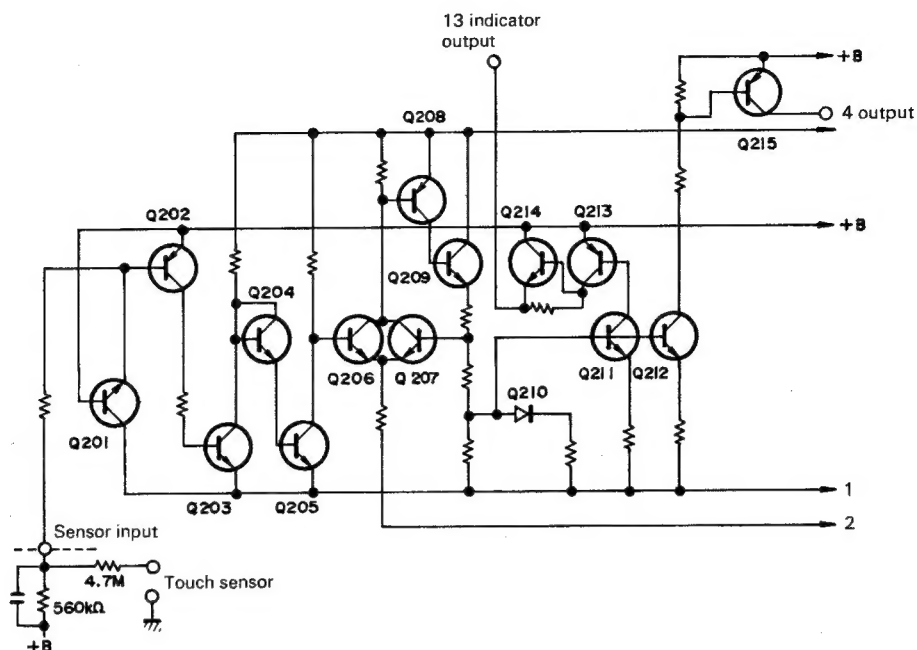 13 indicator
output
+B
4 output
Q208
Q215
Q202
Q214
Q213
+B
Q209
Q204
Q206
Q207
Q211
Q212
Q210
Q201
Q203
Q205
1
2
Sensor input
4.7M
Touch sensor
560kΩ
+B